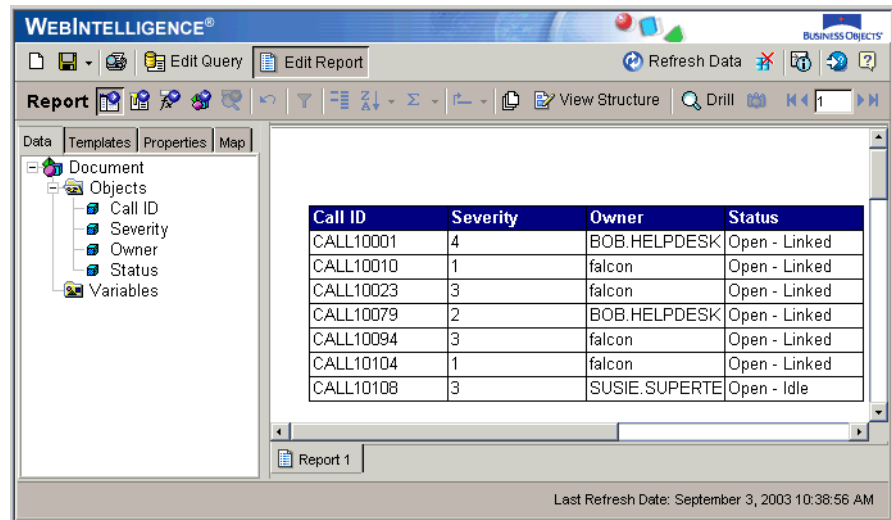 WEBINTELLIGENCE®
BUSINESS OBJECTS
Edit Query Edit Report Refresh Data
Report View Structure Drill 1
Data Templates Properties Map
Document
Objects
Call ID
Severity
Owner
Status
Variables
Call ID Severity Owner Status
CALL10001 4 BOB.HELPDESK Open - Linked
CALL10010 1 falcon Open - Linked
CALL10023 3 falcon Open - Linked
CALL10079 2 BOB.HELPDESK Open - Linked
CALL10094 3 falcon Open - Linked
CALL10104 1 falcon Open - Linked
CALL10108 3 SUSIE.SUPERTE Open - Idle
Report 1
Last Refresh Date: September 3, 2003 10:38:56 AM